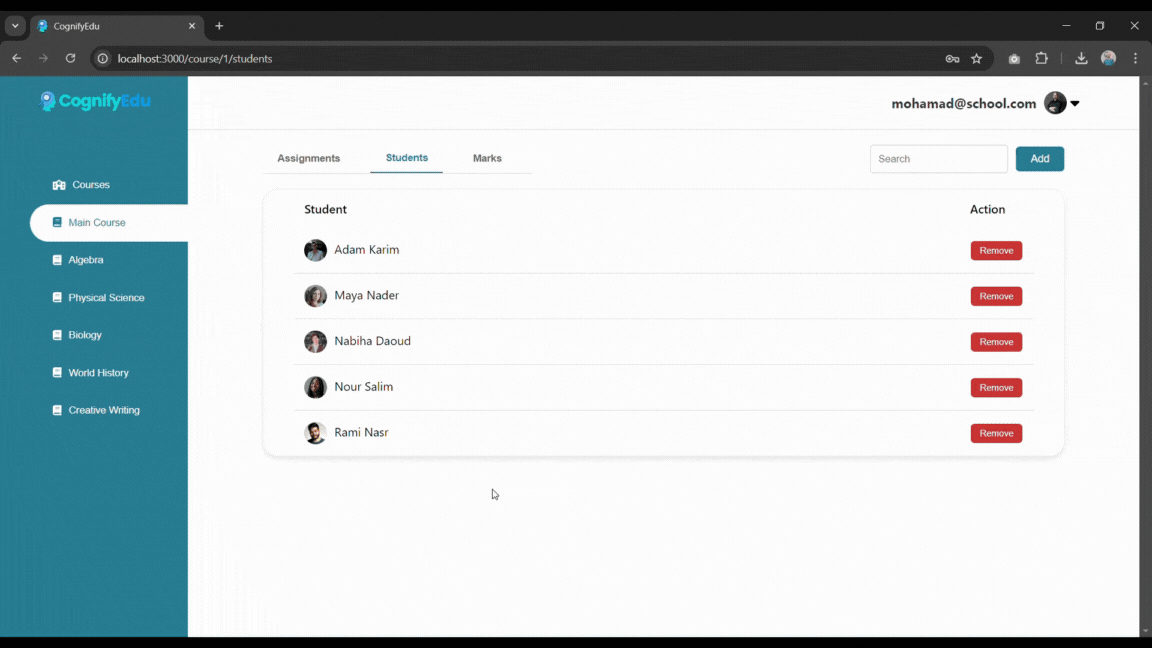 CognifyEdu
localhost:3000/course/1/students
CognifyEdu
mohamad@school.com
Courses
Main Course
Algebra
Physical Science
Biology
World History
Creative Writing
Assignments
Students
Marks
Search
Add
Student
Action
Adam Karim
Remove
Maya Nader
Remove
Nabiha Daoud
Remove
Nour Salim
Remove
Rami Nasr
Remove